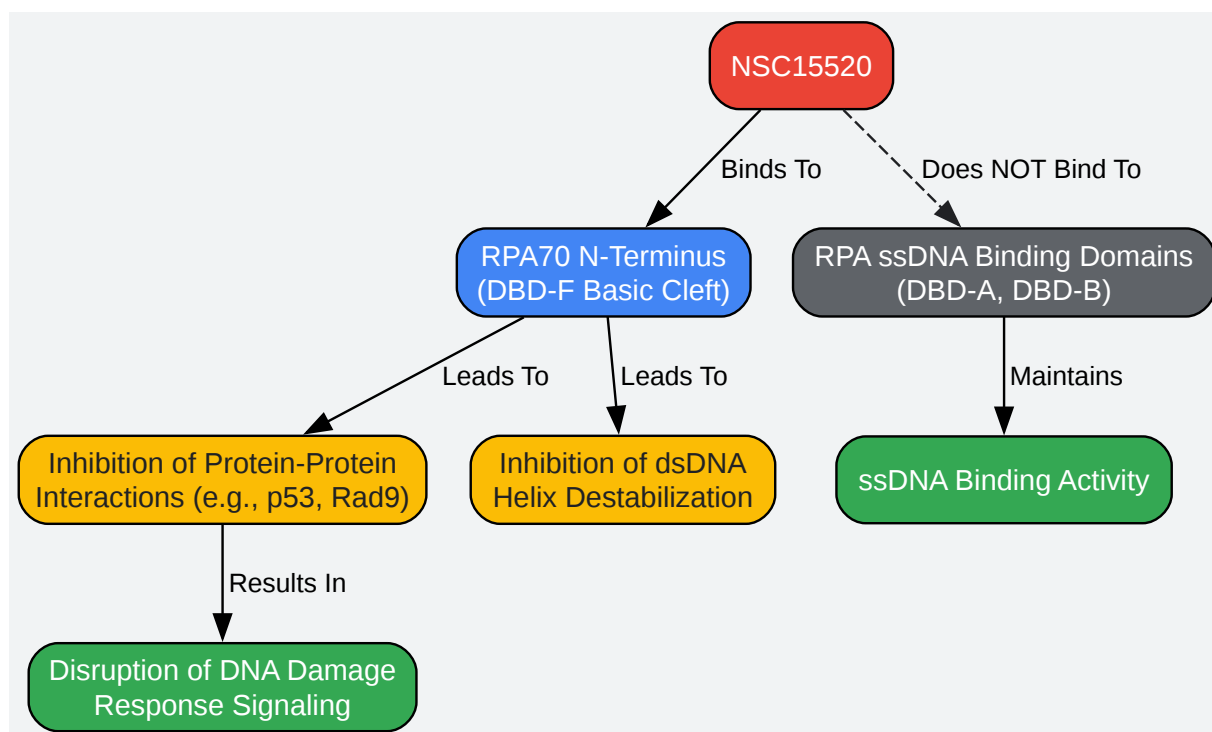 NSC15520
Binds To
Does NOT Bind To
RPA70 N-Terminus
(DBD-F Basic Cleft)
RPA ssDNA Binding Domains
(DBD-A, DBD-B)
Leads To
Leads To
Maintains
Inhibition of Protein-Protein
Interactions (e.g., p53, Rad9)
Inhibition of dsDNA
Helix Destabilization
ssDNA Binding Activity
Results In
Disruption of DNA Damage
Response Signaling